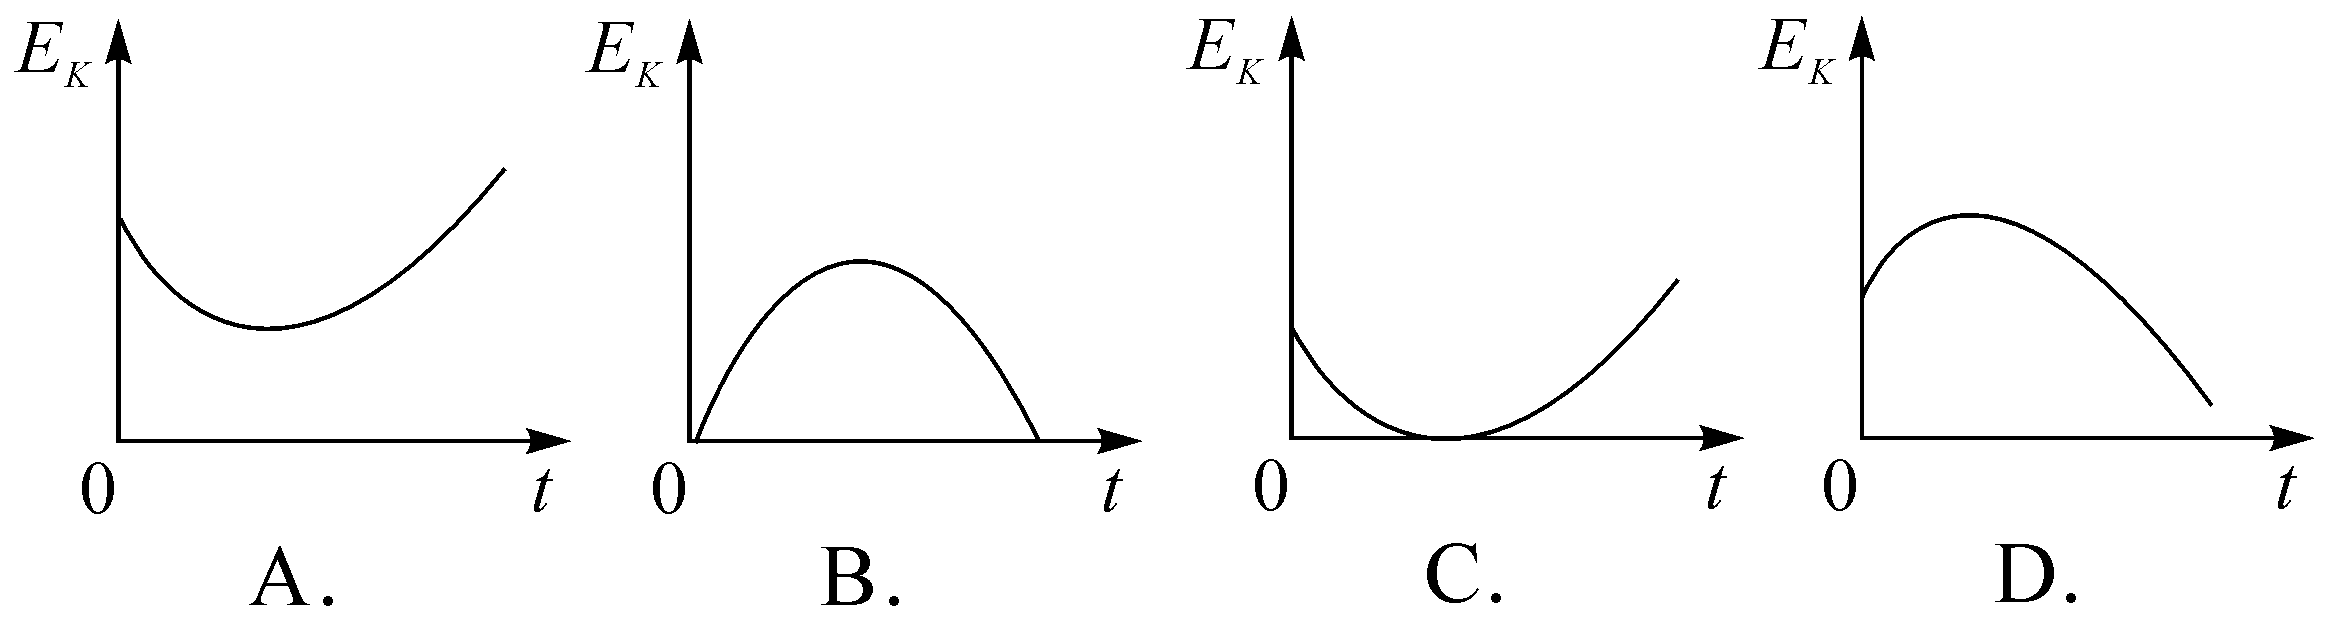 E_K E_K E_K E_K
0 t 0 t 0 t 0 t
A. B. C. D.